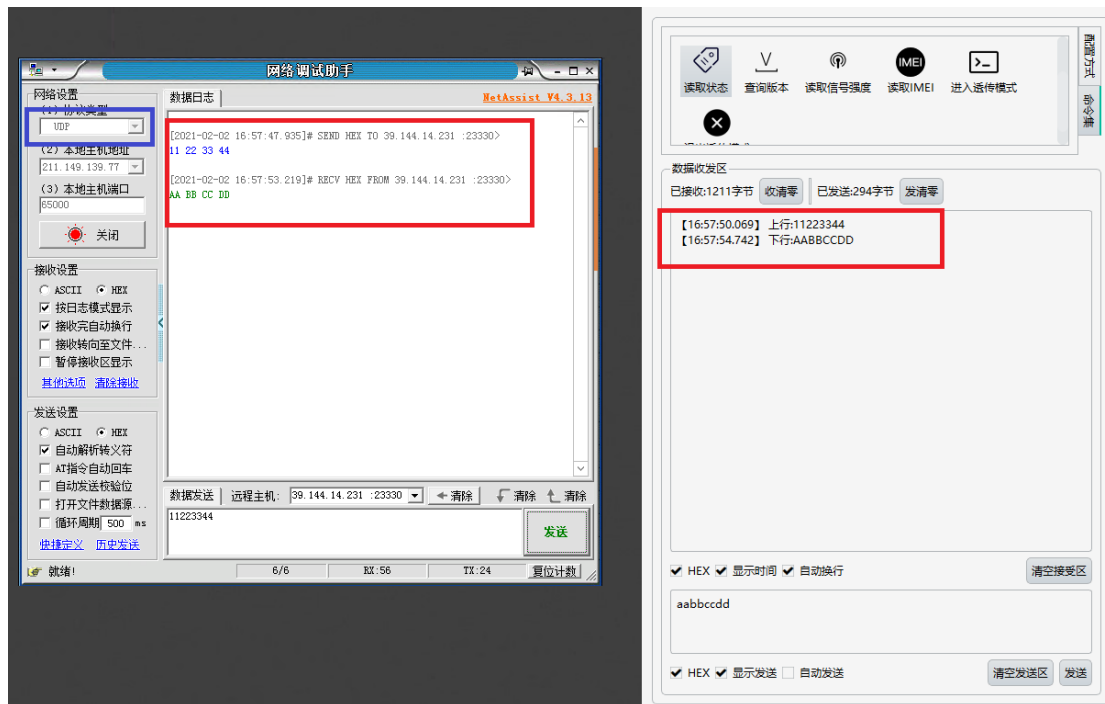 网络调试助手
网络设置
(1) 协议类型
UDP
(2) 本地主机地址
211.149.139.77
(3) 本地主机端口
65000
关闭
接收设置
ASCII HEX
按日志模式显示
接收完自动换行
接收转向至文件...
暂停接收区显示
其他选项 清除接收
发送设置
ASCII HEX
自动解析转义符
AT指令自动回车
自动发送校验位
打开文件数据源...
循环周期 500 ms
快捷定义 历史发送
就绪!
数据日志
NetAssist V4.3.13
[2021-02-02 16:57:47.935]# SEND HEX TO 39.144.14.231 :23330>
11 22 33 44
[2021-02-02 16:57:53.219]# RECV HEX FROM 39.144.14.231 :23330>
AA BB CC DD
数据发送 远程主机: 39.144.14.231 :23330 清除 清除 清除
11223344
发送
6/6 RX:56 TX:24 复位计数
读取状态 查询版本 读取信号强度 IMEI 读取IMEI 进入透传模式
配置方式
命令集
数据收发区
已接收:1211字节 收清零 已发送:294字节 发清零
【16:57:50.069】 上行:11223344
【16:57:54.742】 下行:AABBCCDD
HEX 显示时间 自动换行 清空接受区
aabbccdd
HEX 显示发送 自动发送 清空发送区 发送